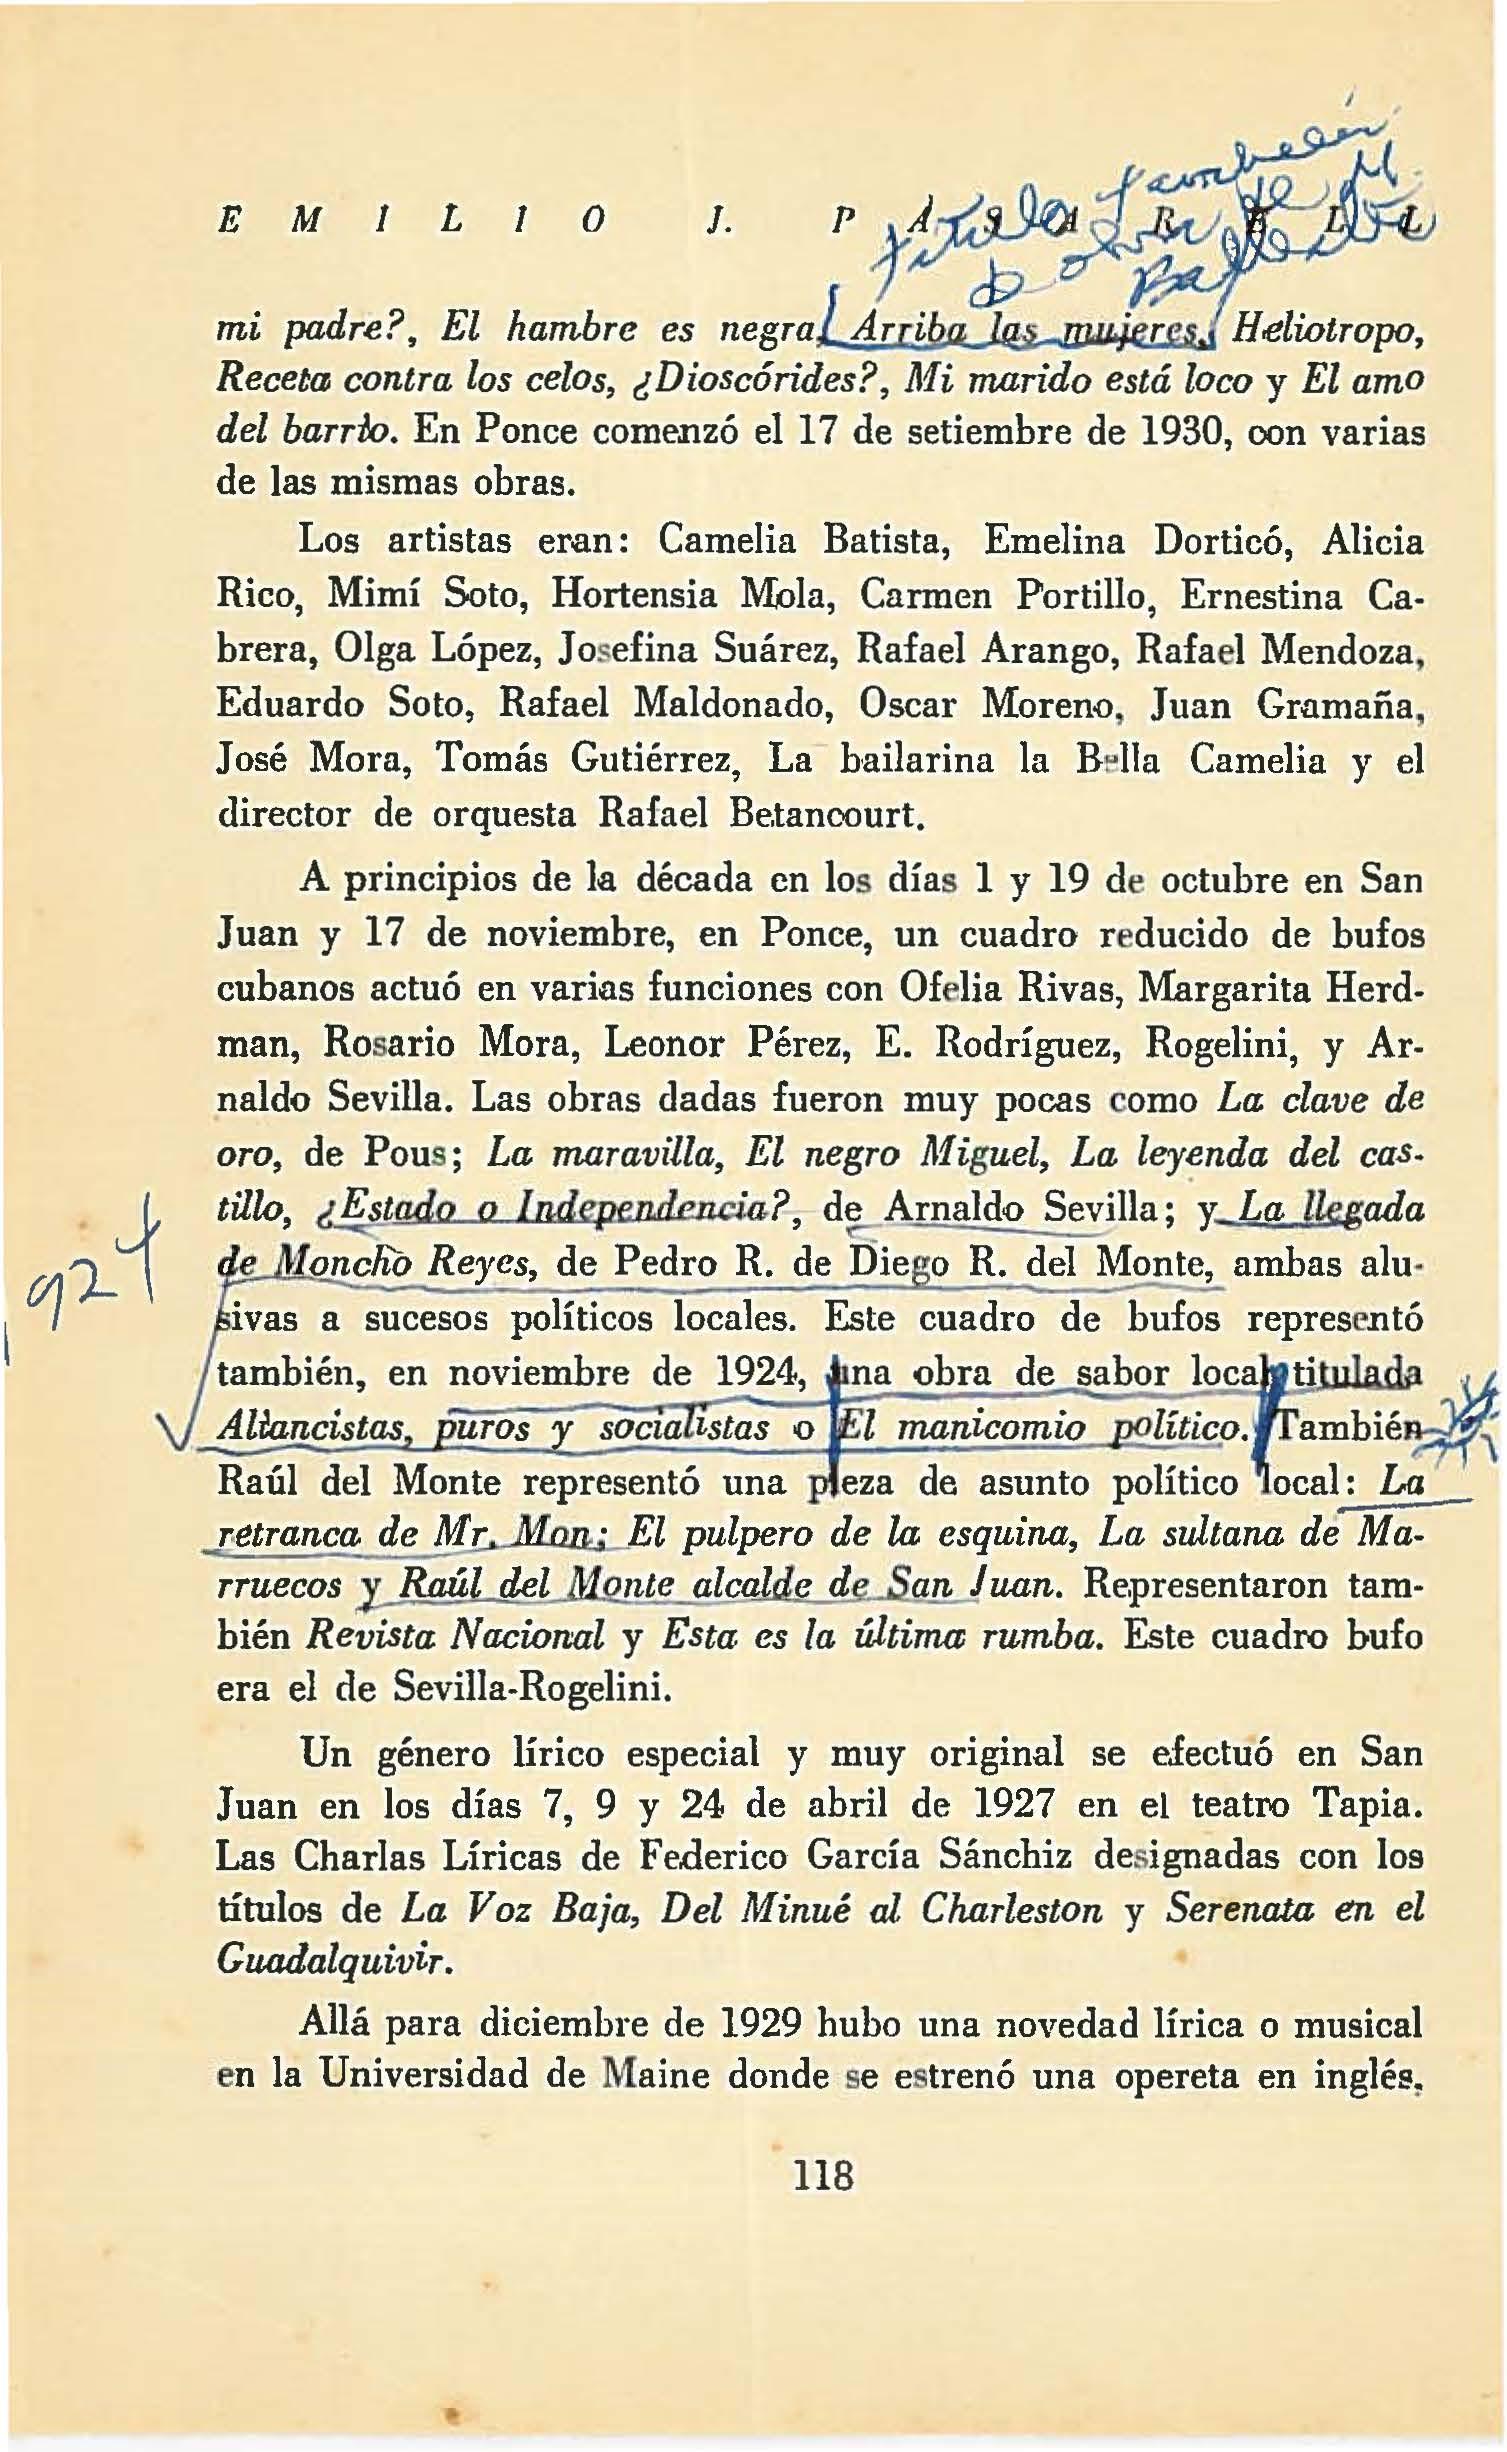 EMILIO J. PASARELL
Título también
obra de M.
Ballester
mi padre?, El hambre es negra, Arriba las mujeres, Heliotropo,
Receta contra los celos, ¿Dioscórides?, Mi marido está loco y El amo
del barrio. En Ponce comenzó el 17 de setiembre de 1930, con varias
de las mismas obras.
Los artistas eran: Camelia Batista, Emelina Dorticó, Alicia
Rico, Mimí Soto, Hortensia Mola, Carmen Portillo, Ernestina Ca-
brera, Olga López, Josefina Suárez, Rafael Arango, Rafael Mendoza,
Eduardo Soto, Rafael Maldonado, Oscar Moreno, Juan Gramaña,
José Mora, Tomás Gutiérrez, La bailarina la Bella Camelia y el
director de orquesta Rafael Betancourt.
A principios de la década en los días 1 y 19 de octubre en San
Juan y 17 de noviembre, en Ponce, un cuadro reducido de bufos
cubanos actuó en varias funciones con Ofelia Rivas, Margarita Herd-
man, Rosario Mora, Leonor Pérez, E. Rodríguez, Rogelini, y Ar-
naldo Sevilla. Las obras dadas fueron muy pocas como La clave de
oro, de Pous; La maravilla, El negro Miguel, La leyenda del cas-
tillo, ¿Estado o Independencia?, de Arnaldo Sevilla; y La llegada
de Moncho Reyes, de Pedro R. de Diego R. del Monte, ambas alu-
1924
sivas a sucesos políticos locales. Este cuadro de bufos representó
también, en noviembre de 1924, una obra de sabor local titulada
Aliancistas, puros y socialistas o El manicomio político. También
Raúl del Monte representó una pieza de asunto político local: La
retranca de Mr. Mon; El pulpero de la esquina, La sultana de Ma-
rruecos y Raúl del Monte alcalde de San Juan. Representaron tam-
bién Revista Nacional y Esta es la última rumba. Este cuadro bufo
era el de Sevilla-Rogelini.
Un género lírico especial y muy original se efectuó en San
Juan en los días 7, 9 y 24 de abril de 1927 en el teatro Tapia.
Las Charlas Líricas de Federico García Sánchiz designadas con los
títulos de La Voz Baja, Del Minué al Charleston y Serenata en el
Guadalquivir.
Allá para diciembre de 1929 hubo una novedad lírica o musical
en la Universidad de Maine donde se estrenó una opereta en inglés,
118